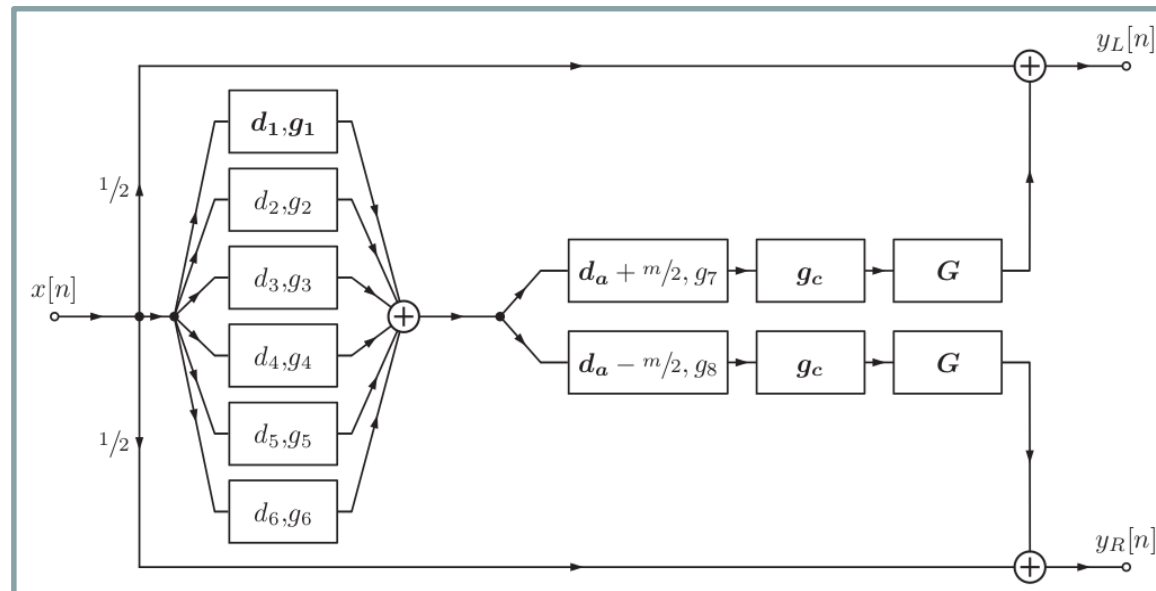 y_L[n]
d_1,g_1
1/2
d_2,g_2
d_3,g_3
d_a + m/2, g_7
g_c
G
x[n]
d_4,g_4
d_a − m/2, g_8
g_c
G
1/2
d_5,g_5
d_6,g_6
y_R[n]